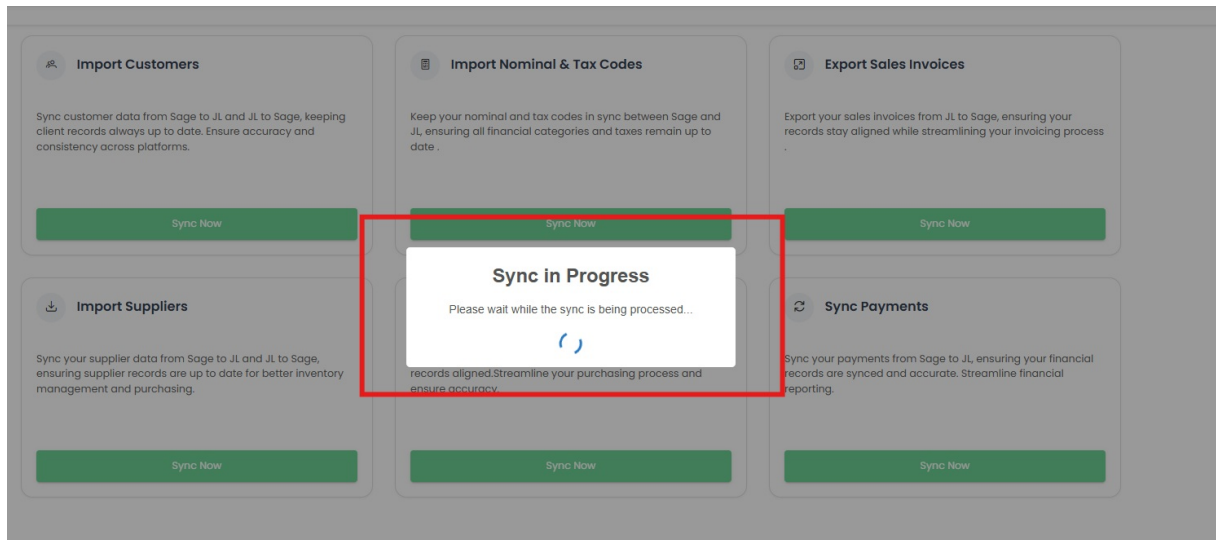 Import Customers
Sync customer data from Sage to JL and JL to Sage, keeping
client records always up to date. Ensure accuracy and
consistency across platforms.
Sync Now
Import Nominal & Tax Codes
Keep your nominal and tax codes in sync between Sage and
JL, ensuring all financial categories and taxes remain up to
date .
Sync Now
Export Sales Invoices
Export your sales invoices from JL to Sage, ensuring your
records stay aligned while streamlining your invoicing process
.
Sync Now
Sync in Progress
Please wait while the sync is being processed...
Import Suppliers
Sync your supplier data from Sage to JL and JL to Sage,
ensuring supplier records are up to date for better inventory
management and purchasing.
Sync Now
records aligned.Streamline your purchasing process and
ensure accuracy.
Sync Now
Sync Payments
Sync your payments from Sage to JL, ensuring your financial
records are synced and accurate. Streamline financial
reporting.
Sync Now